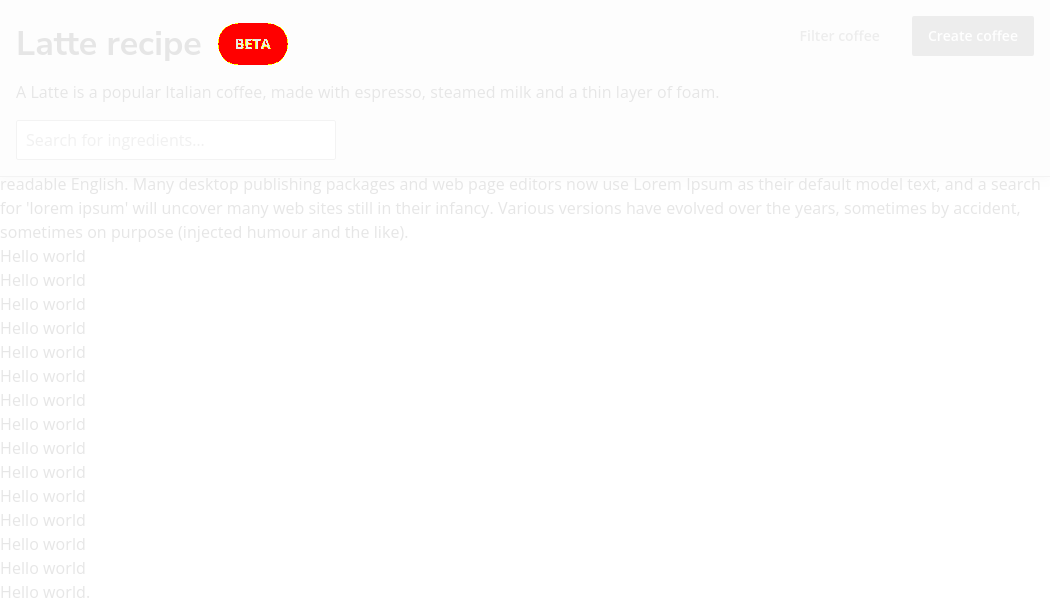 Latte recipe BETA Filter coffee Create coffee
A Latte is a popular Italian coffee, made with espresso, steamed milk and a thin layer of foam.
Search for ingredients...
readable English. Many desktop publishing packages and web page editors now use Lorem Ipsum as their default model text, and a search
for 'lorem ipsum' will uncover many web sites still in their infancy. Various versions have evolved over the years, sometimes by accident,
sometimes on purpose (injected humour and the like).
Hello world
Hello world
Hello world
Hello world
Hello world
Hello world
Hello world
Hello world
Hello world
Hello world
Hello world
Hello world
Hello world
Hello world
Hello world.